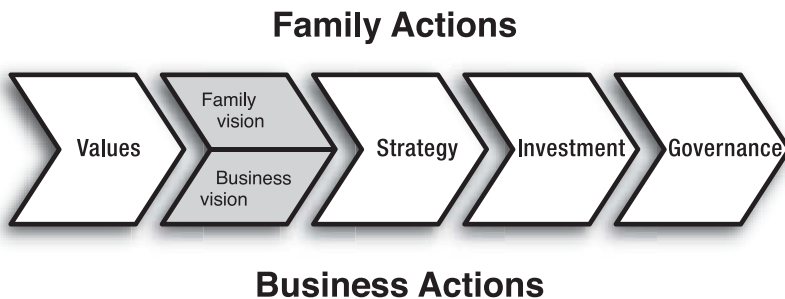 Family Actions
Values
Family
vision
Business
vision
Strategy
Investment
Governance
Business Actions